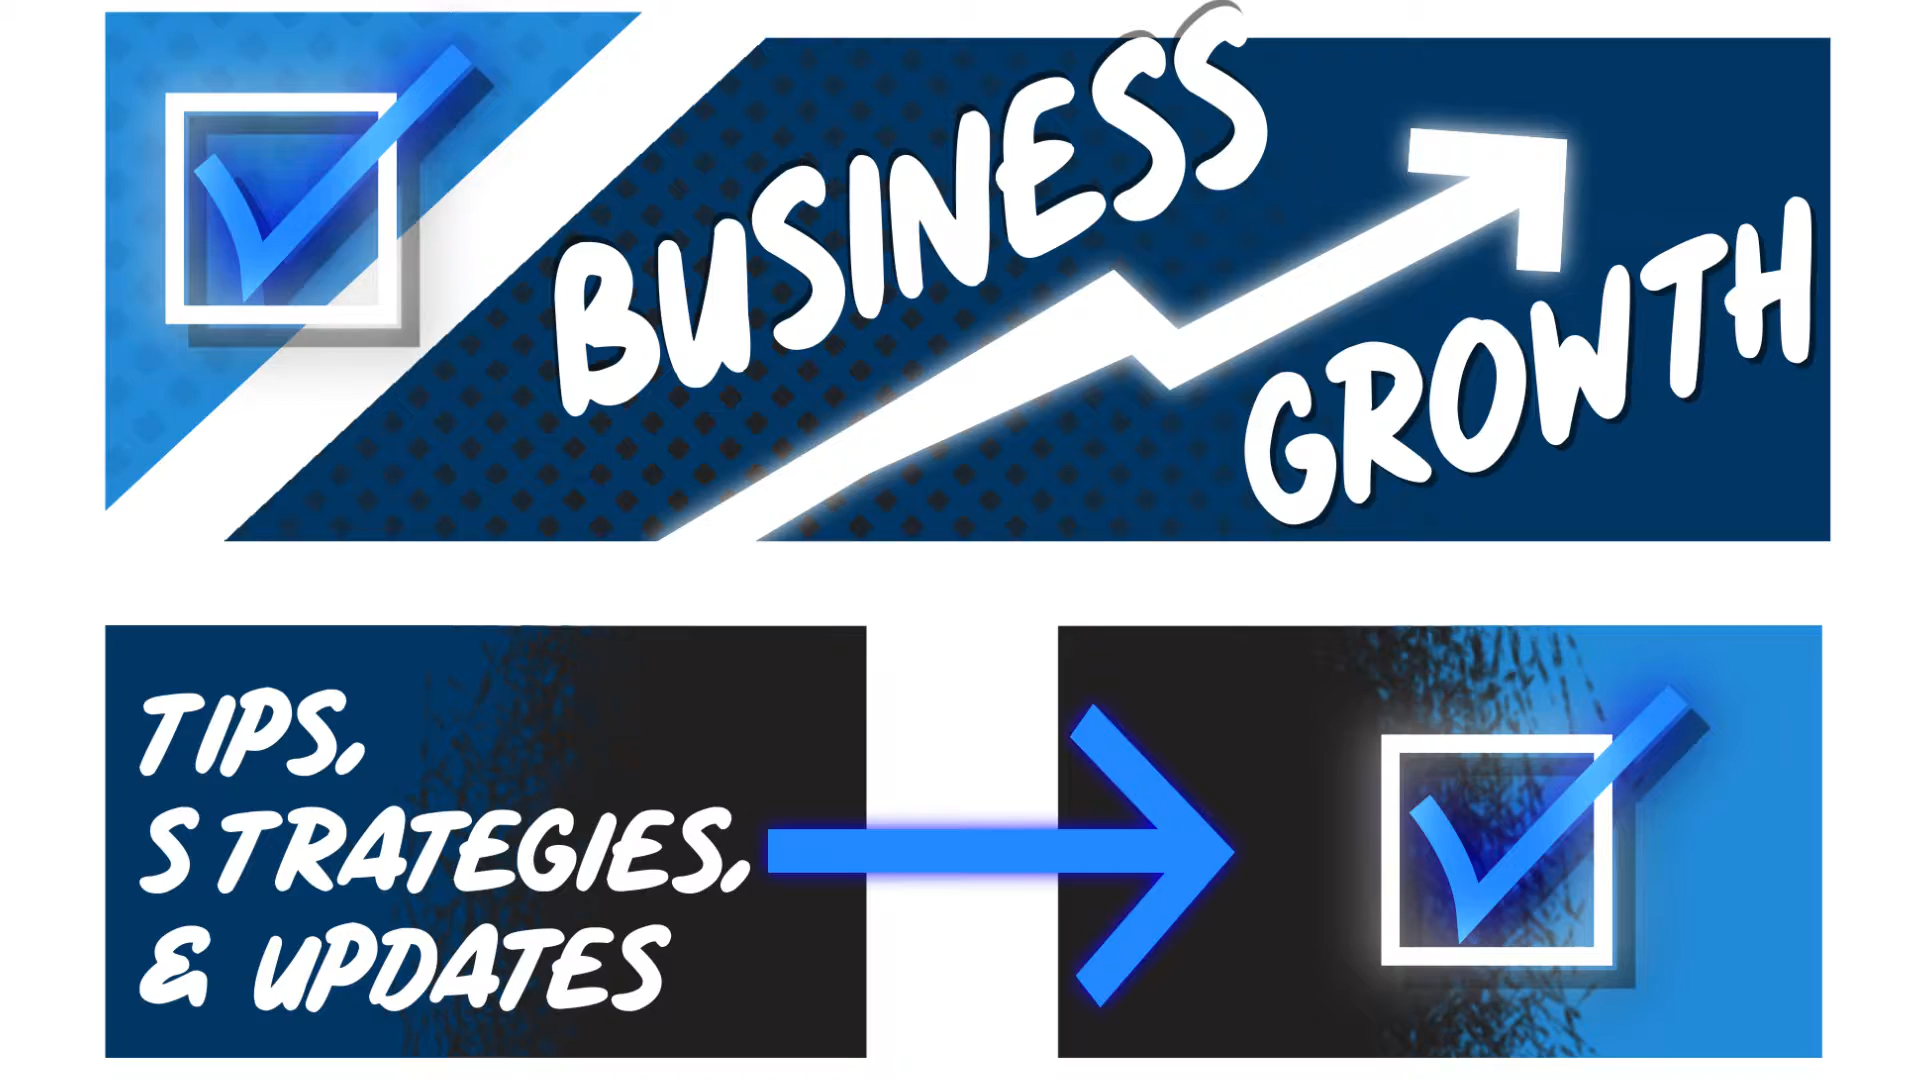 BUSINESS
GROWTH
TIPS,
STRATEGIES,
& UPDATES